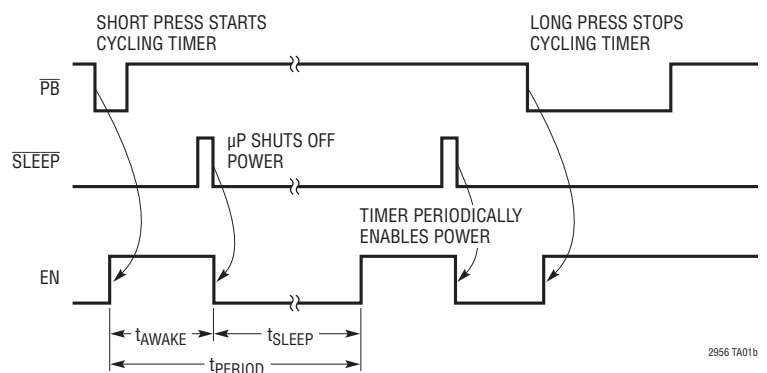 SHORT PRESS STARTS
CYCLING TIMER
LONG PRESS STOPS
CYCLING TIMER
PB
SLEEP
µP SHUTS OFF
POWER
TIMER PERIODICALLY
ENABLES POWER
EN
tAWAKE
tSLEEP
tPERIOD
2956 TA01b